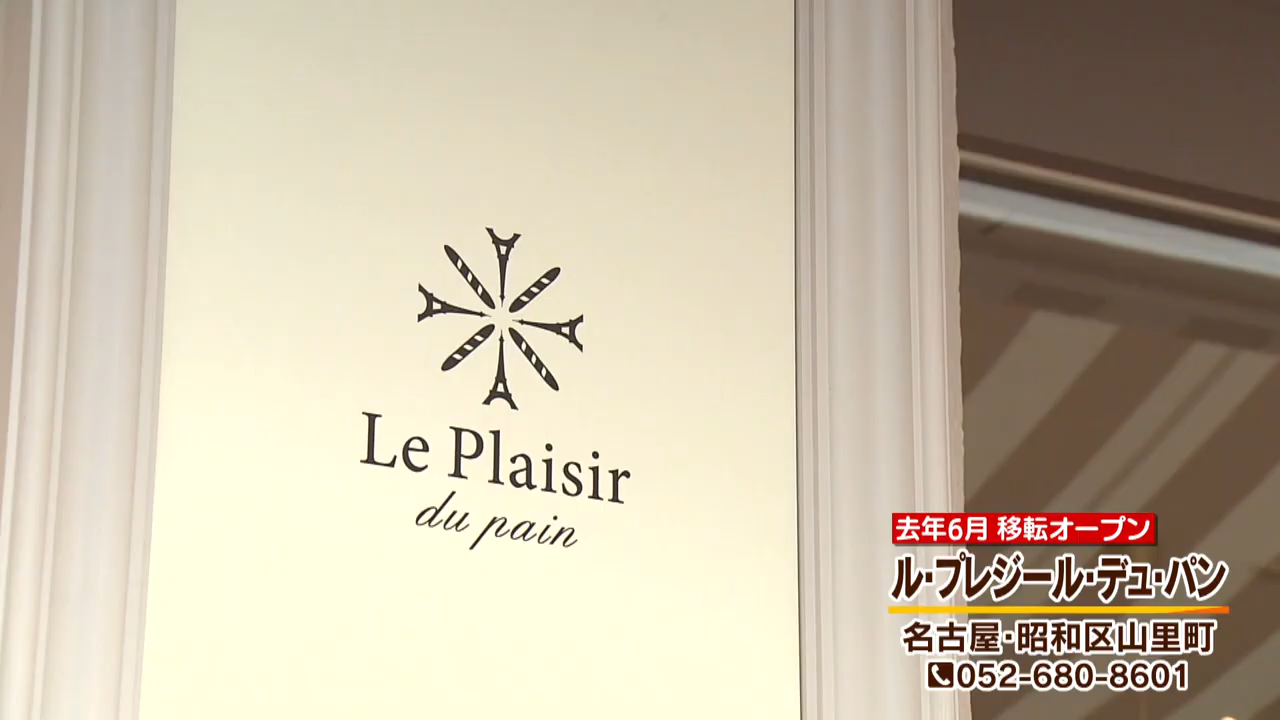 Le Plaisir
du pain
去年6月 移転オープン
ル・プレジール・デュ・パン
名古屋・昭和区山里町
052-680-8601